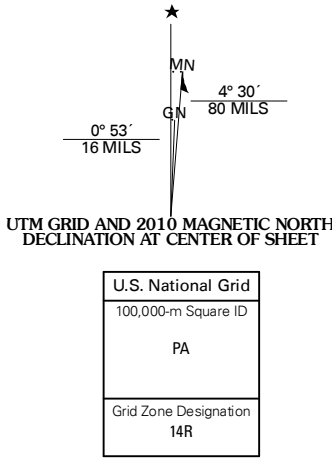 MN
4° 30´
80 MILS
GN
0° 53´
16 MILS
UTM GRID AND 2010 MAGNETIC NORTH
DECLINATION AT CENTER OF SHEET
U.S. National Grid
100,000-m Square ID
PA
Grid Zone Designation
14R